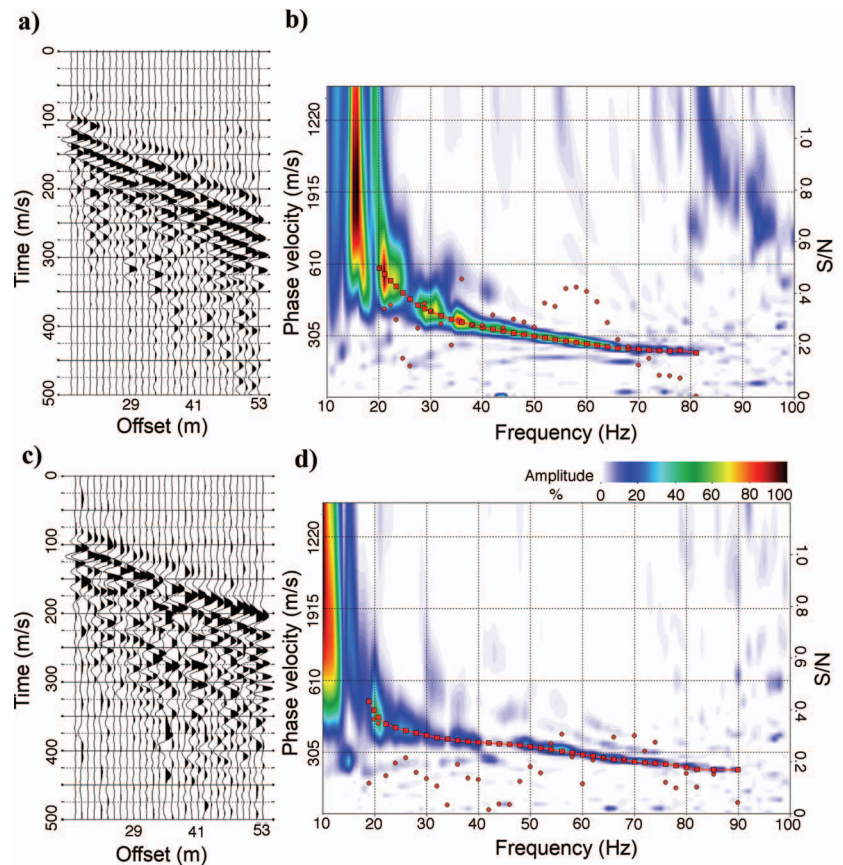 a)
0
100
200
300
400
500
Time (m/s)
29 41 53
Offset (m)
b)
1220
1915
610
305
Phase velocity (m/s)
1.0
0.8
0.6
0.4
0.2
0
S/N
10 20 30 40 50 60 70 80 90 100
Frequency (Hz)
c)
0
100
200
300
400
500
Time (m/s)
29 41 53
Offset (m)
d)
Amplitude
% 0 20 40 60 80 100
1220
1915
610
305
Phase velocity (m/s)
1.0
0.8
0.6
0.4
0.2
0
S/N
10 20 30 40 50 60 70 80 90 100
Frequency (Hz)